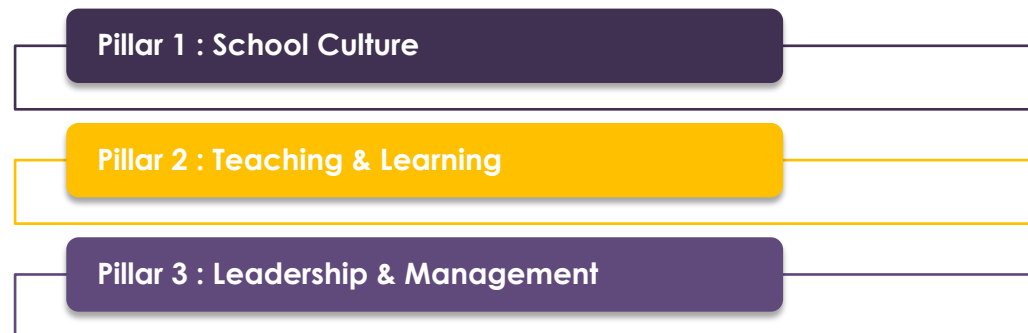 Pillar 1 : School Culture
Pillar 2 : Teaching & Learning
Pillar 3 : Leadership & Management